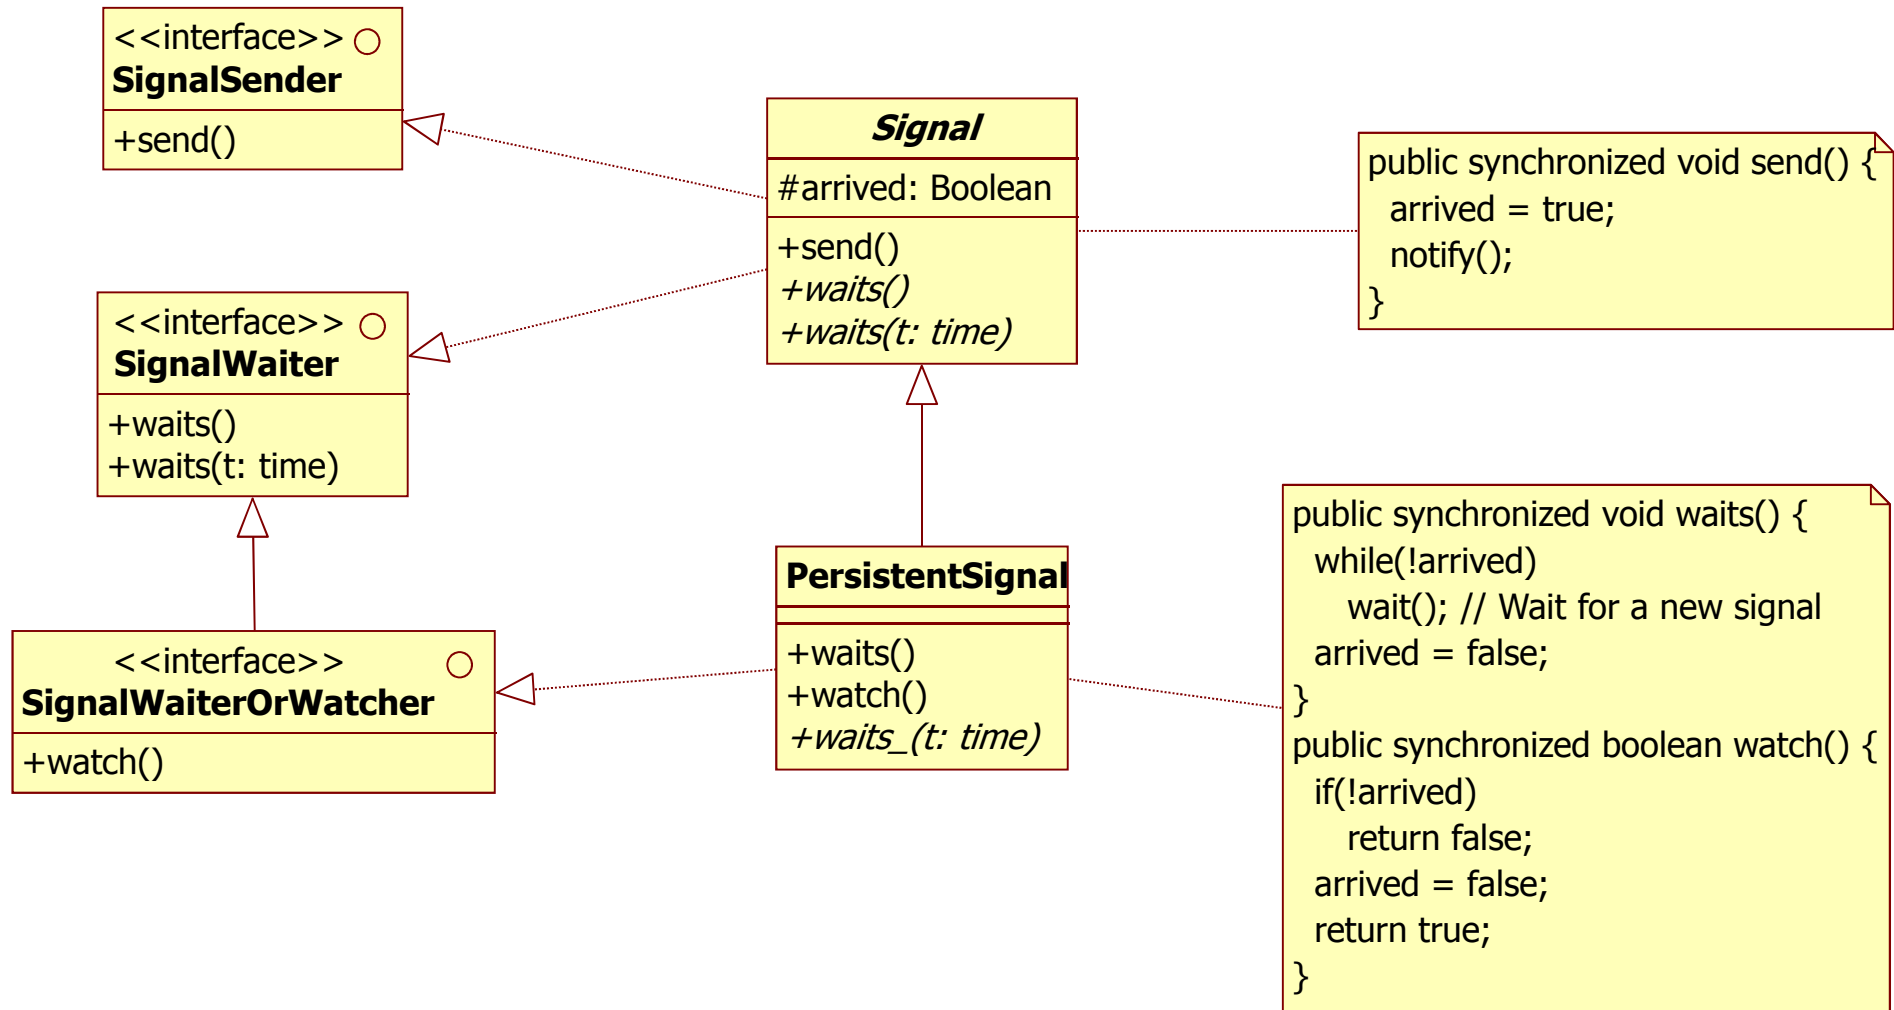 <<interface>>
SignalSender
+send()
<<interface>>
SignalWaiter
+waits()
+waits(t: time)
<<interface>>
SignalWaiterOrWatcher
+watch()
Signal
#arrived: Boolean
+send()
+waits()
+waits(t: time)
PersistentSignal
+waits()
+watch()
+waits_(t: time)
public synchronized void send() {
arrived = true;
notify();
}
public synchronized void waits() {
while(!arrived)
wait(); // Wait for a new signal
arrived = false;
}
public synchronized boolean watch() {
if(!arrived)
return false;
arrived = false;
return true;
}